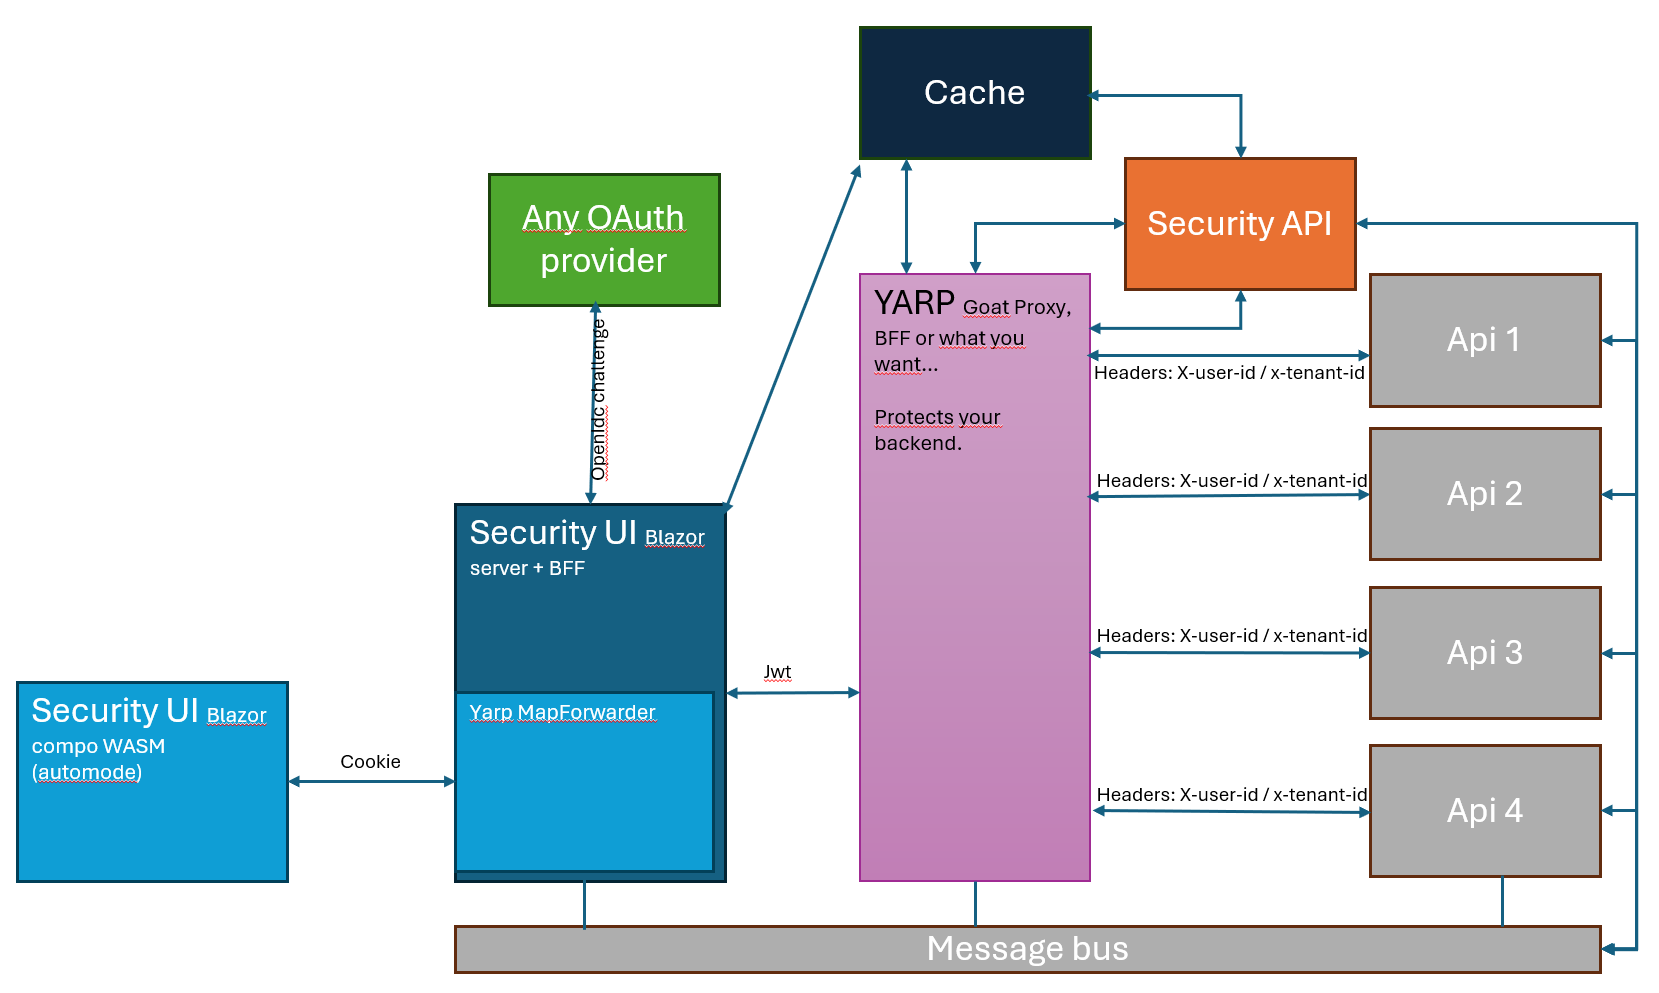 Cache
Any OAuth
provider
Security API
YARP Goat Proxy,
BFF or what you
want...
Protects your
backend.
Api 1
Headers: X-user-id / x-tenant-id
OpenIdc chattenge
Api 2
Headers: X-user-id / x-tenant-id
Security UI Blazor
server + BFF
Api 3
Headers: X-user-id / x-tenant-id
Jwt
Yarp MapForwarder
Security UI Blazor
compo WASM
(automode)
Cookie
Api 4
Headers: X-user-id / x-tenant-id
Message bus